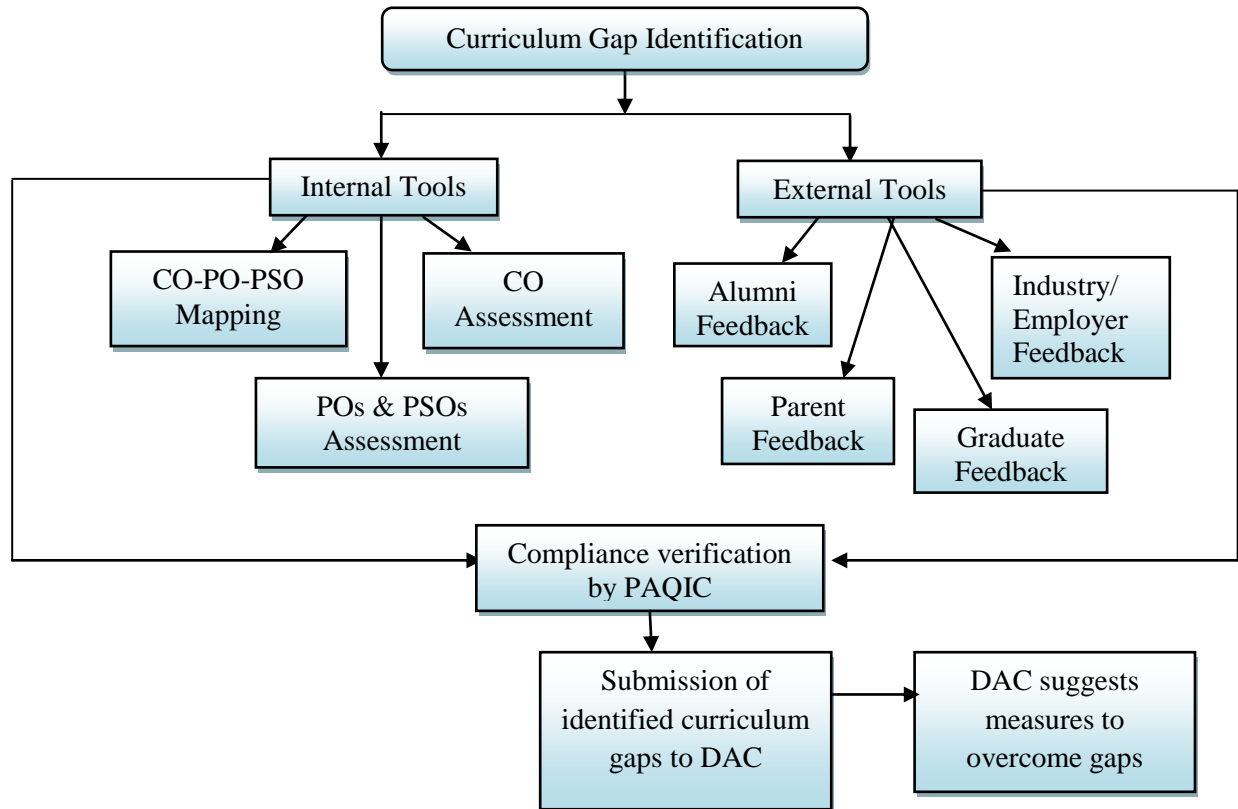 Curriculum Gap Identification
Internal Tools
External Tools
CO-PO-PSO
Mapping
CO
Assessment
POs & PSOs
Assessment
Alumni
Feedback
Industry/
Employer
Feedback
Parent
Feedback
Graduate
Feedback
Compliance verification
by PAQIC
Submission of
identified curriculum
gaps to DAC
DAC suggests
measures to
overcome gaps